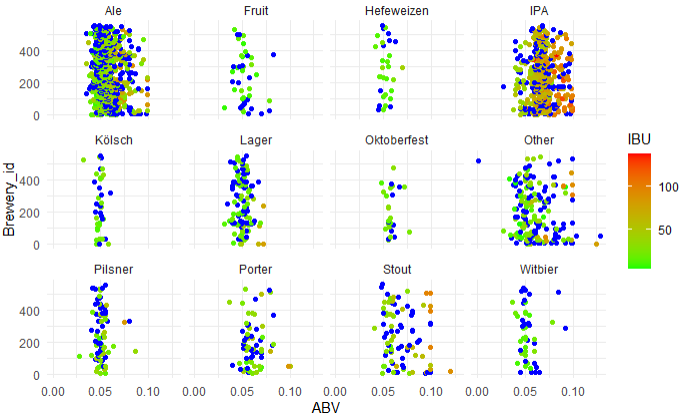 Ale Fruit Hefeweizen IPA
400
200
0
Kölsch Lager Oktoberfest Other
400
200
0
Pilsner Porter Stout Witbier
400
200
0
0.00 0.05 0.10 0.00 0.05 0.10 0.00 0.05 0.10 0.00 0.05 0.10
ABV
Brewery_id
IBU
100
50